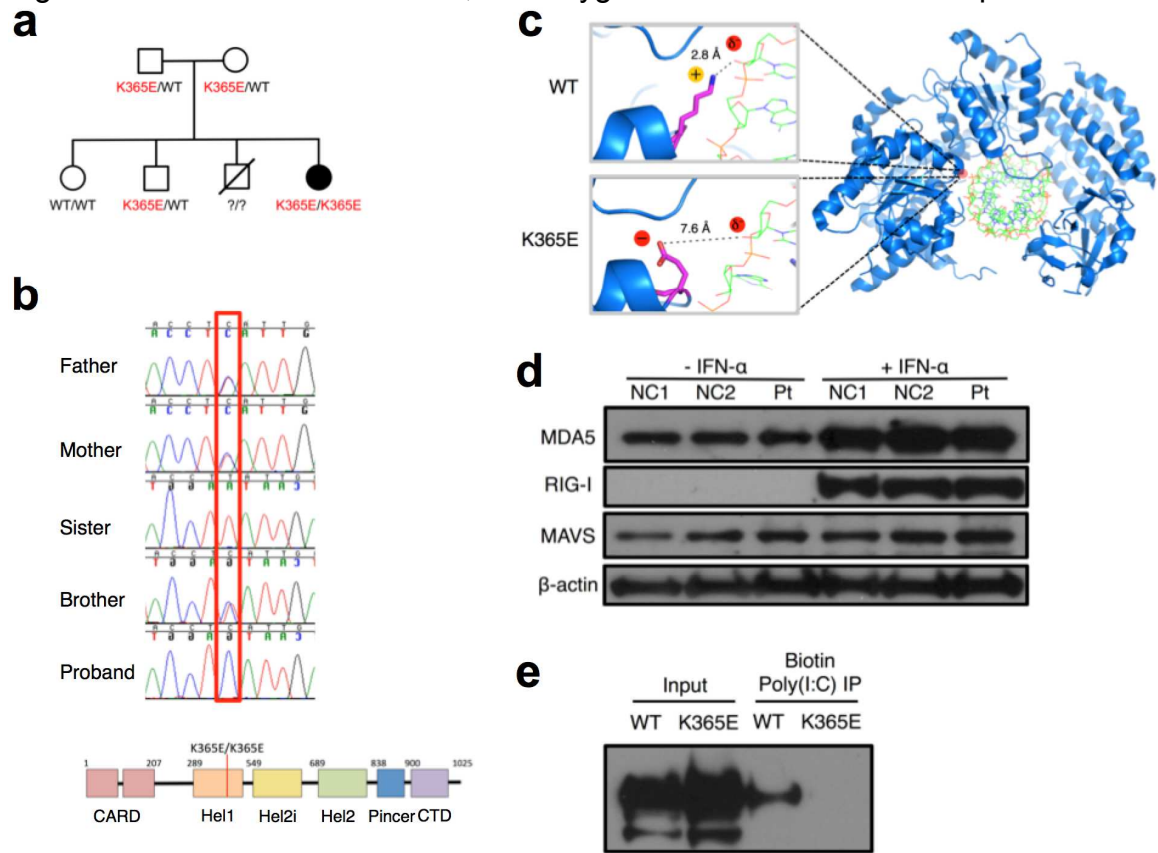 a
K365E/WT K365E/WT
WT/WT K365E/WT ?/? K365E/K365E
b
A C C T C A T T G
A C C T C A T T G
Father
A C C T C A T T G
A C C T C A T T G
Mother
Sister
Brother
Proband
K365E/K365E
1 207 289 549 689 838 900 1025
CARD Hel1 Hel2i Hel2 Pincer CTD
c
WT
2.8 Å
+
δ-
K365E
7.6 Å
−
δ-
d
- IFN-α + IFN-α
NC1 NC2 Pt NC1 NC2 Pt
MDA5
RIG-I
MAVS
β-actin
e
Input Biotin
Poly(I:C) IP
WT K365E WT K365E